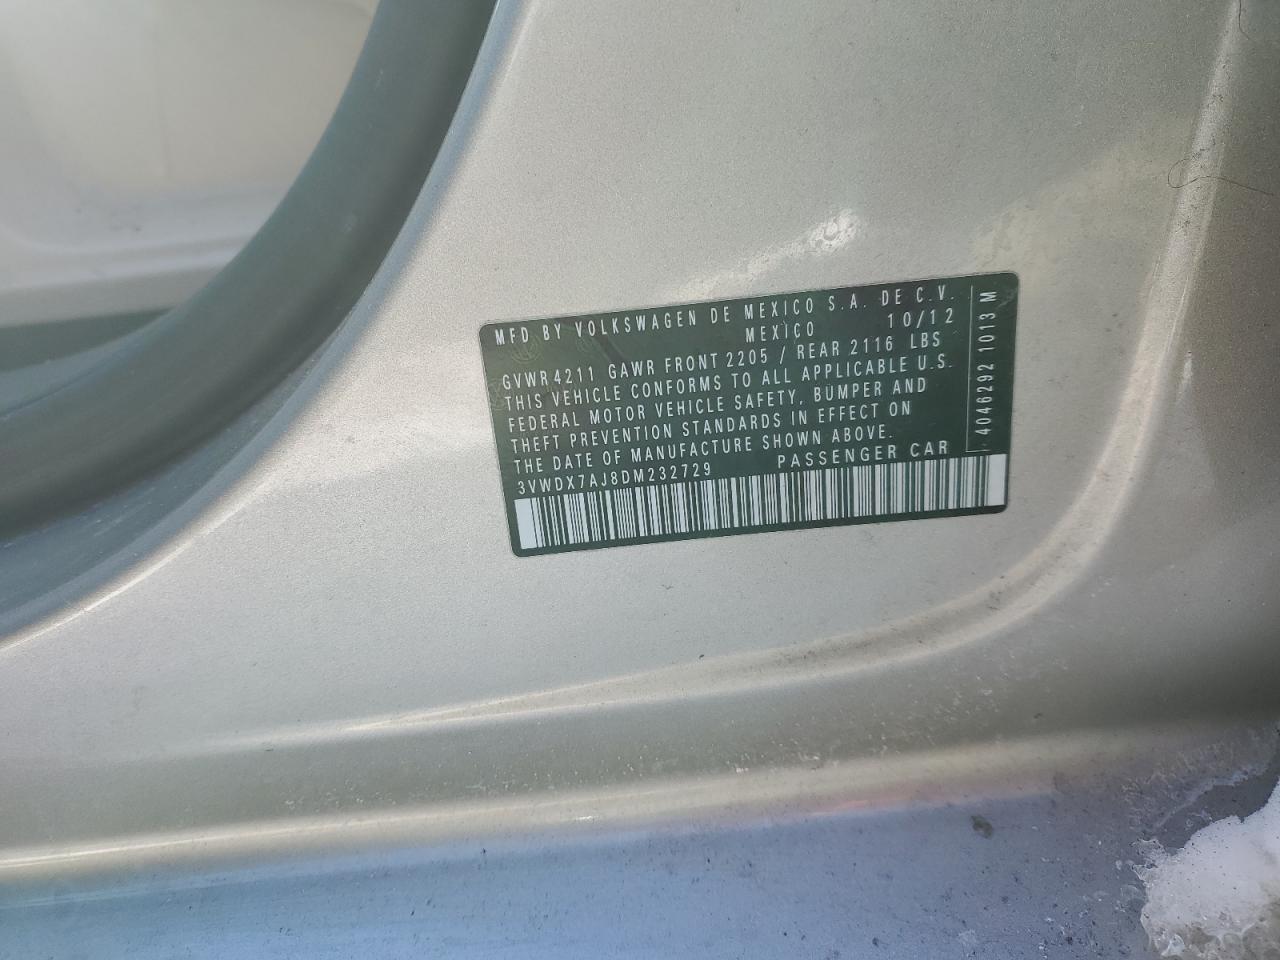 MFD BY VOLKSWAGEN DE MEXICO S.A. DE C.V.
MEXICO 10/12
GVWR 4211 GAWR FRONT 2205 / REAR 2116 LBS
THIS VEHICLE CONFORMS TO ALL APPLICABLE U.S.
FEDERAL MOTOR VEHICLE SAFETY, BUMPER AND
THEFT PREVENTION STANDARDS IN EFFECT ON
THE DATE OF MANUFACTURE SHOWN ABOVE.
3VWDX7AJ8DM232729 PASSENGER CAR
4046292 1013 M